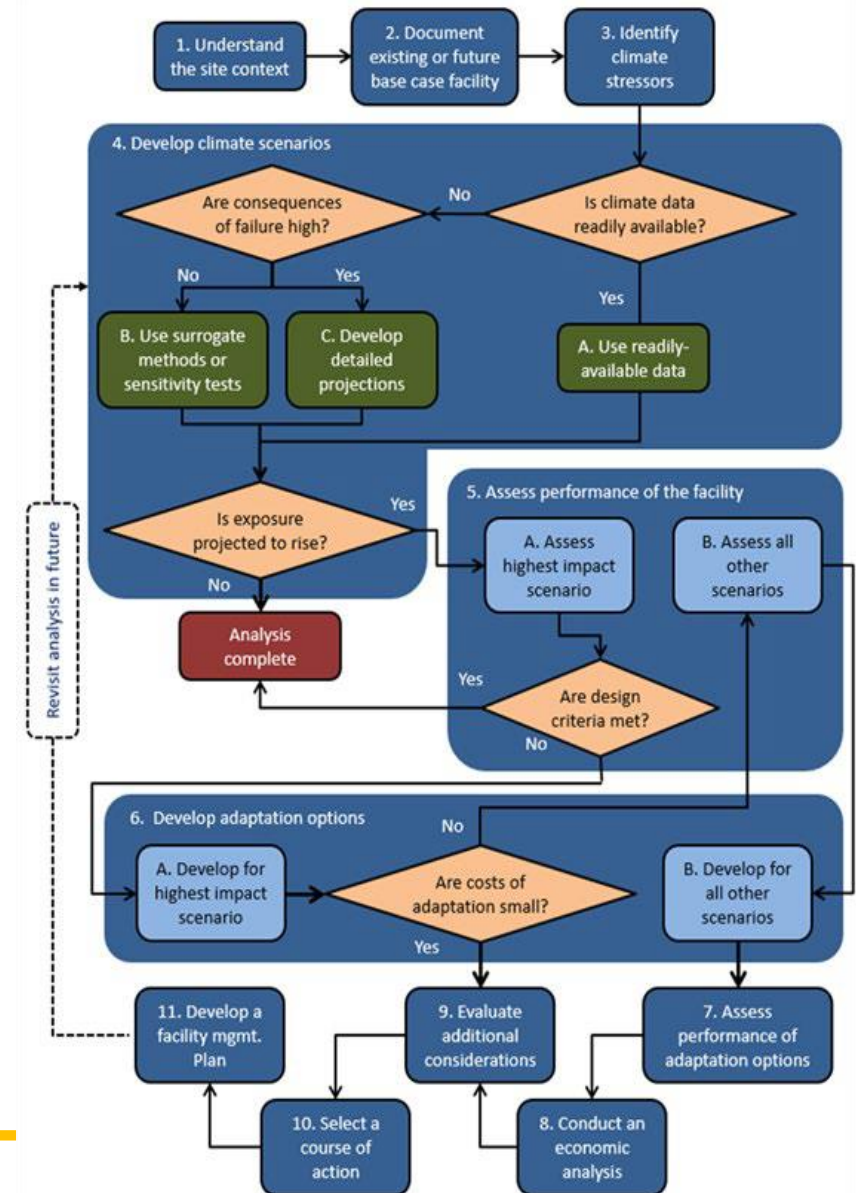 1. Understand
the site context
2. Document
existing or future
base case facility
3. Identify
climate
stressors
4. Develop climate scenarios
Are consequences
of failure high?
No
Is climate data
readily available?
No
Yes
Yes
B. Use surrogate
methods or
sensitivity tests
C. Develop
detailed
projections
A. Use readily-
available data
Is exposure
projected to rise?
Yes
No
Analysis
complete
5. Assess performance of the facility
A. Assess
highest impact
scenario
B. Assess all
other
scenarios
Yes
Are design
criteria met?
No
Revisit analysis in future
6. Develop adaptation options
No
A. Develop for
highest impact
scenario
Are costs of
adaptation small?
Yes
B. Develop for
all other
scenarios
11. Develop a
facility mgmt.
Plan
9. Evaluate
additional
considerations
7. Assess
performance of
adaptation options
10. Select a
course of
action
8. Conduct an
economic
analysis